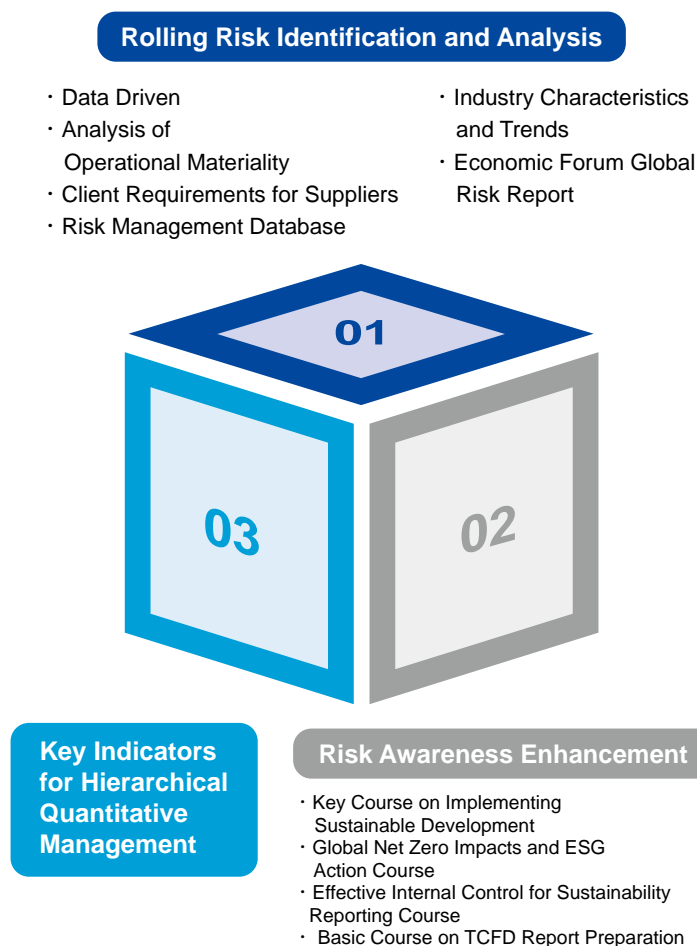 Rolling Risk Identification and Analysis
· Data Driven
· Analysis of
Operational Materiality
· Client Requirements for Suppliers
· Risk Management Database
· Industry Characteristics
and Trends
· Economic Forum Global
Risk Report
01
03
02
Key Indicators
for Hierarchical
Quantitative
Management
Risk Awareness Enhancement
· Key Course on Implementing
Sustainable Development
· Global Net Zero Impacts and ESG
Action Course
· Effective Internal Control for Sustainability
Reporting Course
· Basic Course on TCFD Report Preparation